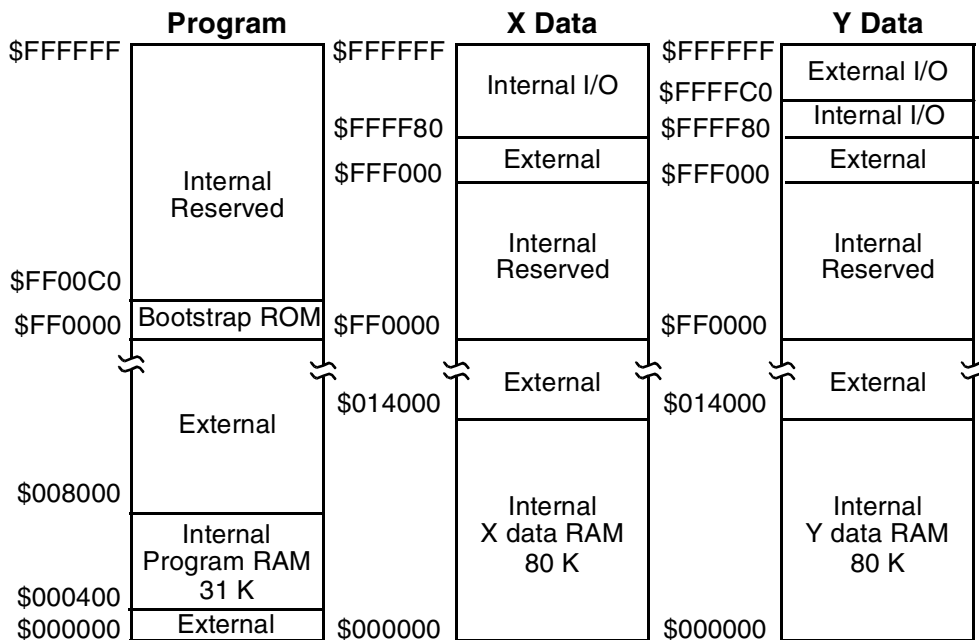 Program
$FFFFFF
Internal
Reserved
$FF00C0
Bootstrap ROM
$FF0000
External
$008000
Internal
Program RAM
31 K
$000400
External
$000000
X Data
$FFFFFF
Internal I/O
$FFFF80
External
$FFF000
Internal
Reserved
$FF0000
External
$014000
Internal
X data RAM
80 K
$000000
Y Data
$FFFFFF
External I/O
$FFFFC0
Internal I/O
$FFFF80
External
$FFF000
Internal
Reserved
$FF0000
External
$014000
Internal
Y data RAM
80 K
$000000